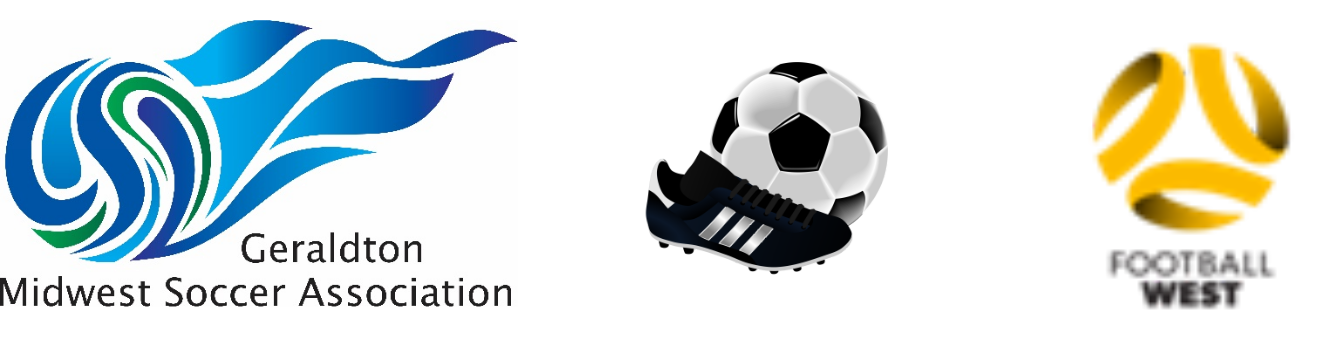 Geraldton
Midwest Soccer Association
FOOTBALL
WEST